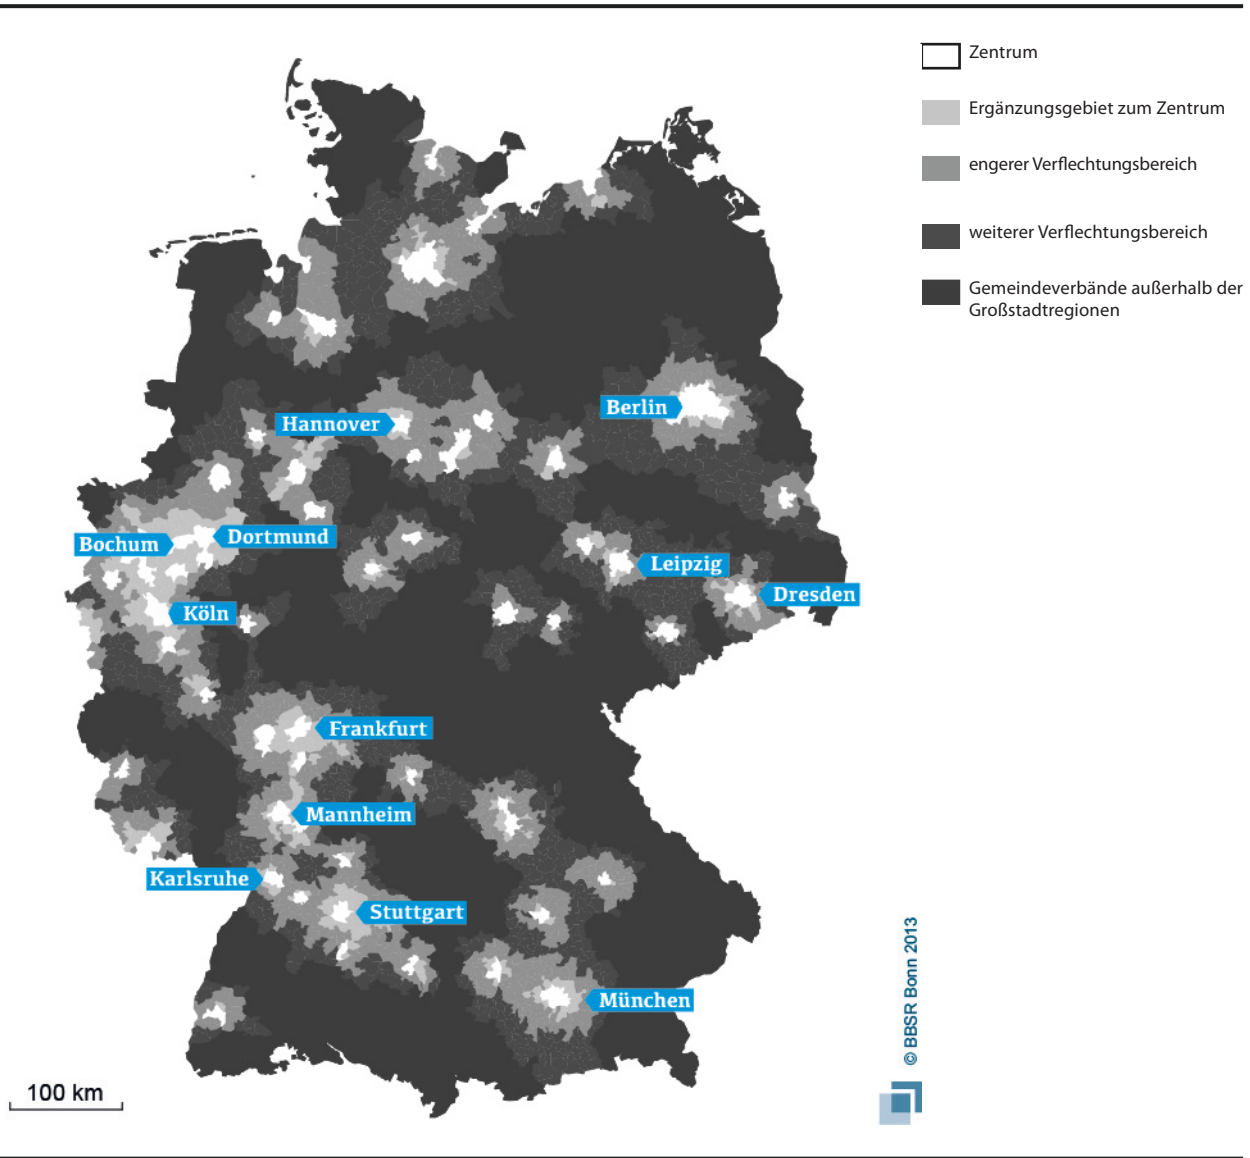 Zentrum
Ergänzungsgebiet zum Zentrum
engerer Verflechtungsbereich
weiterer Verflechtungsbereich
Gemeindeverbände außerhalb der
Großstadtregionen
Berlin
Hannover
Dortmund
Bochum
Leipzig
Dresden
Köln
Frankfurt
Mannheim
Karlsruhe
Stuttgart
München
100 km
© BBSR Bonn 2013